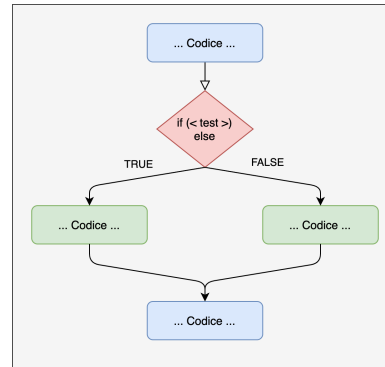 ... Codice ...
if (< test >)
else
TRUE
FALSE
... Codice ...
... Codice ...
... Codice ...